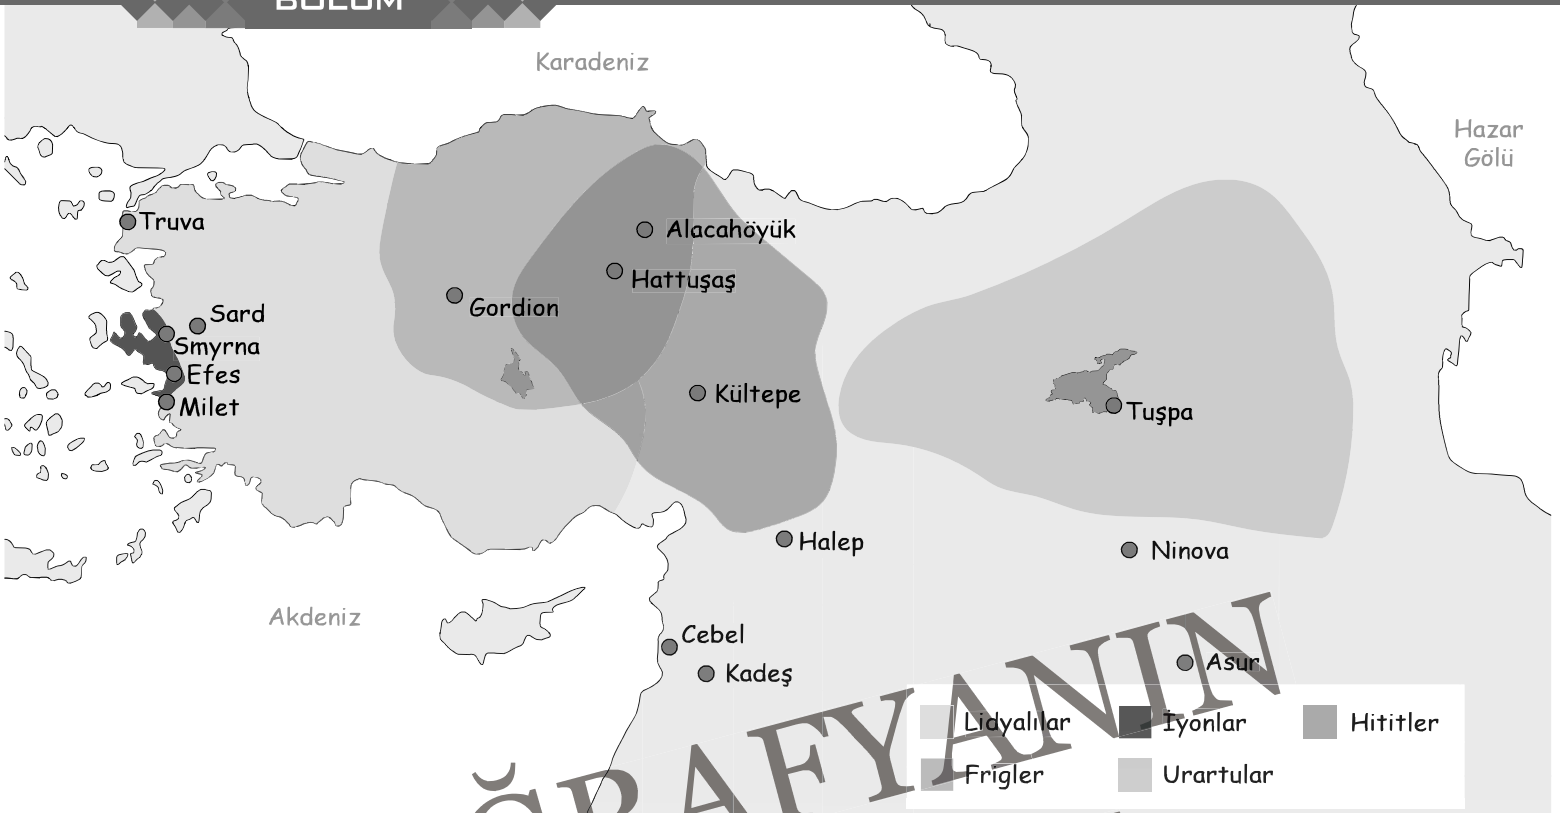 BÖLÜM
Karadeniz
Hazar
Gölü
Truva
Alacahöyük
Hattuşaş
Gordion
Sard
Smyrna
Efes
Milet
Kültepe
Tuşpa
Halep
Ninova
Akdeniz
Cebel
Kadeş
Asur
Lidyalılar
İyonlar
Hititler
Frigler
Urartular
ĞRAFYANIN